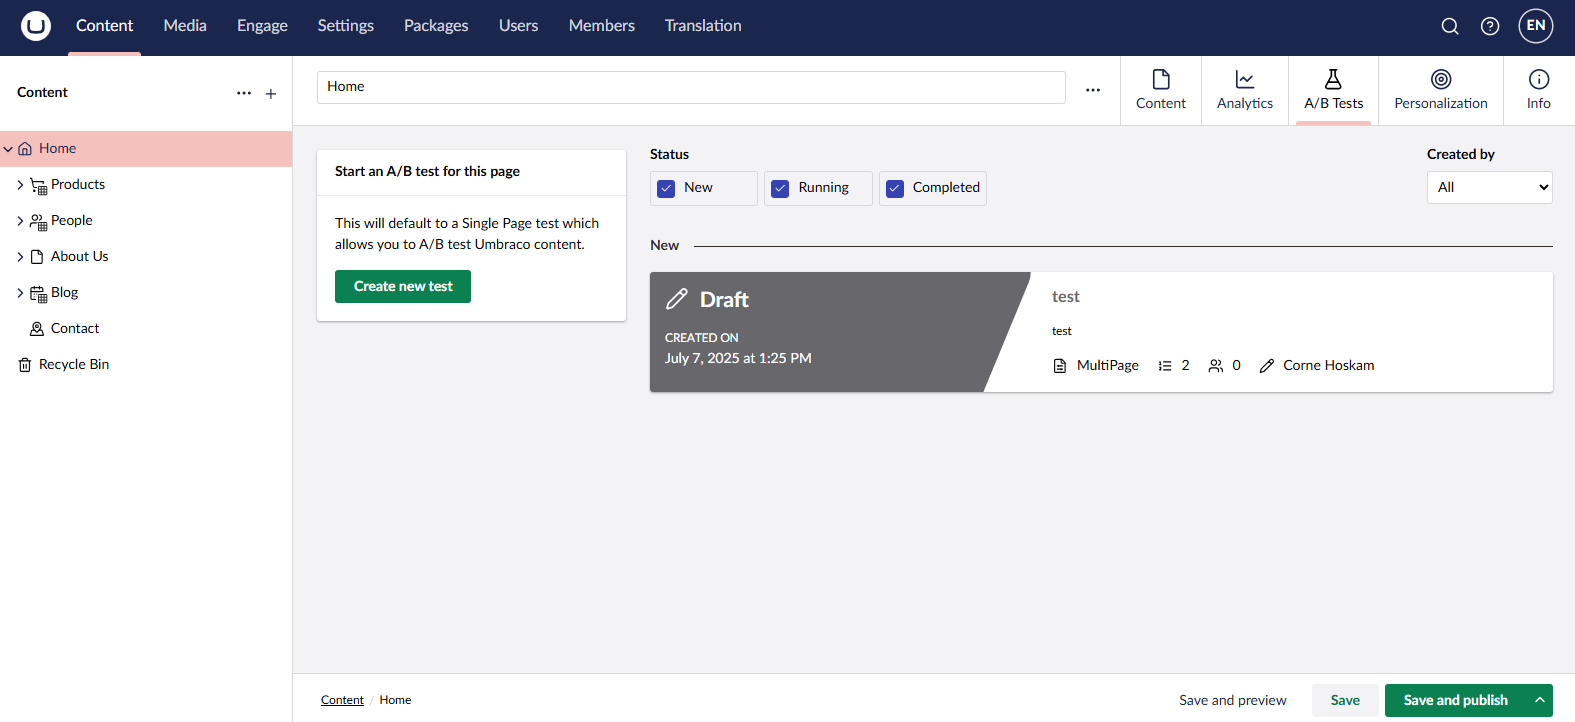 Content
Media
Engage
Settings
Packages
Users
Members
Translation
EN
Content
Home
Products
People
About Us
Blog
Contact
Recycle Bin
Home
Content
Analytics
A/B Tests
Personalization
Info
Start an A/B test for this page
This will default to a Single Page test which
allows you to A/B test Umbraco content.
Create new test
Status
New
Running
Completed
Created by
All
New
Draft
CREATED ON
July 7, 2025 at 1:25 PM
test
test
MultiPage
2
0
Corne Hoskam
Content / Home
Save and preview
Save
Save and publish